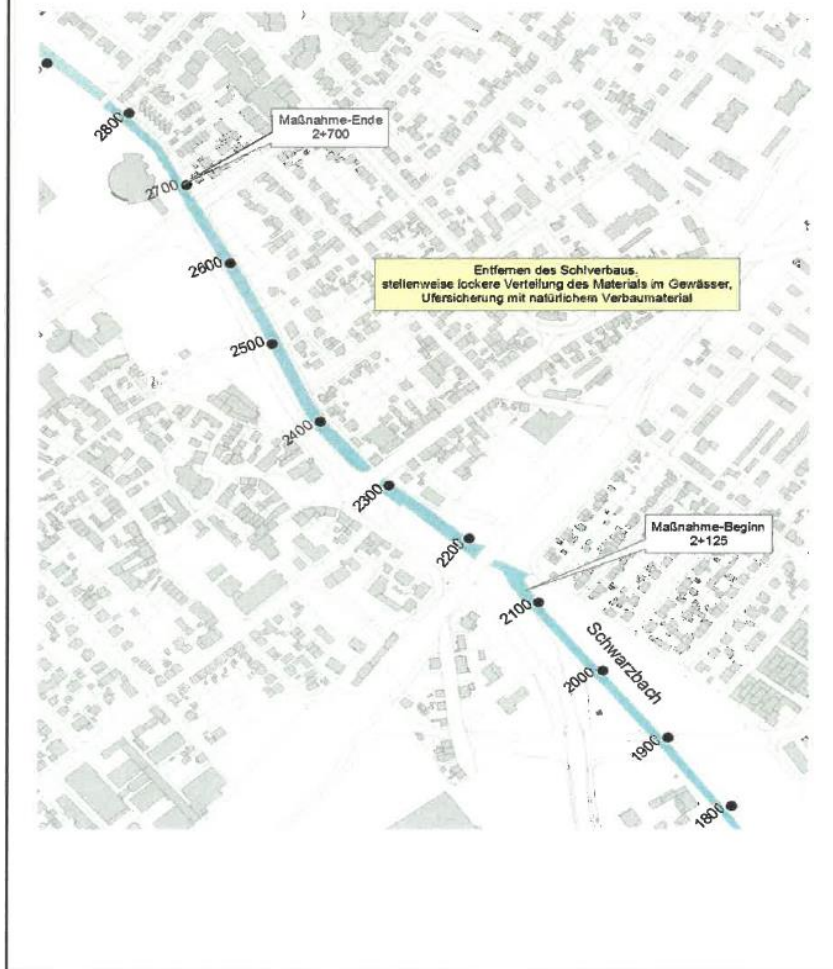 2800
Maßnahme-Ende
2+700
2700
2600
Entfernen des Sohlverbaus,
stellenweise lockere Verteilung des Materials im Gewässer,
Ufersicherung mit natürlichem Verbaumaterial
2500
2400
2300
2200
Maßnahme-Beginn
2+125
2100
Schwarzbach
2000
1900
1800